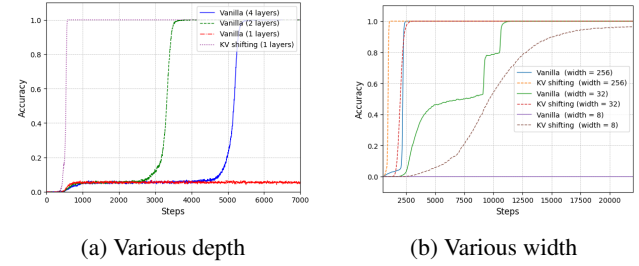 1.0
0.8
0.6
0.4
0.2
0.0
Accuracy
0
1000
2000
3000
4000
5000
6000
7000
Steps
Vanilla (4 layers)
Vanilla (2 layers)
Vanilla (1 layers)
KV shifting (1 layers)
(a) Various depth
1.0
0.8
0.6
0.4
0.2
0.0
Accuracy
2500
5000
7500
10000
12500
15000
17500
20000
Steps
Vanilla (width = 256)
KV shifting (width = 256)
Vanilla (width = 32)
KV shifting (width = 32)
Vanilla (width = 8)
KV shifting (width = 8)
(b) Various width